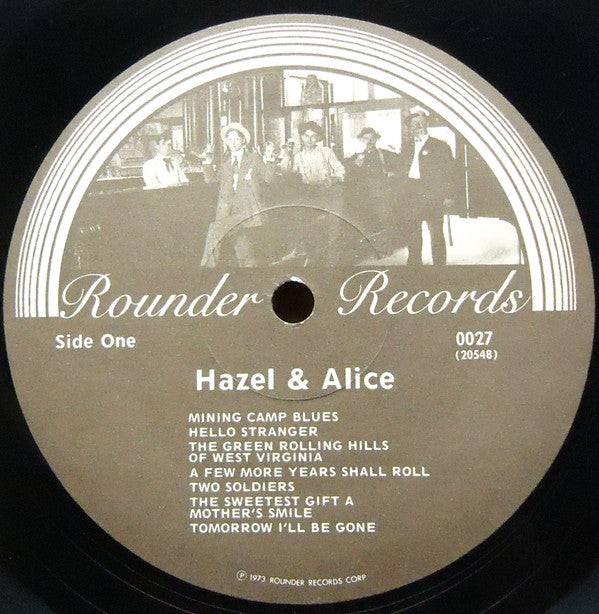 Rounder Records
Side One
0027
(20548)
Hazel & Alice
MINING CAMP BLUES
HELLO STRANGER
THE GREEN ROLLING HILLS
OF WEST VIRGINIA
A FEW MORE YEARS SHALL ROLL
TWO SOLDIERS
THE SWEETEST GIFT A
MOTHER'S SMILE
TOMORROW I'LL BE GONE
℗ 1973 ROUNDER RECORDS CORP